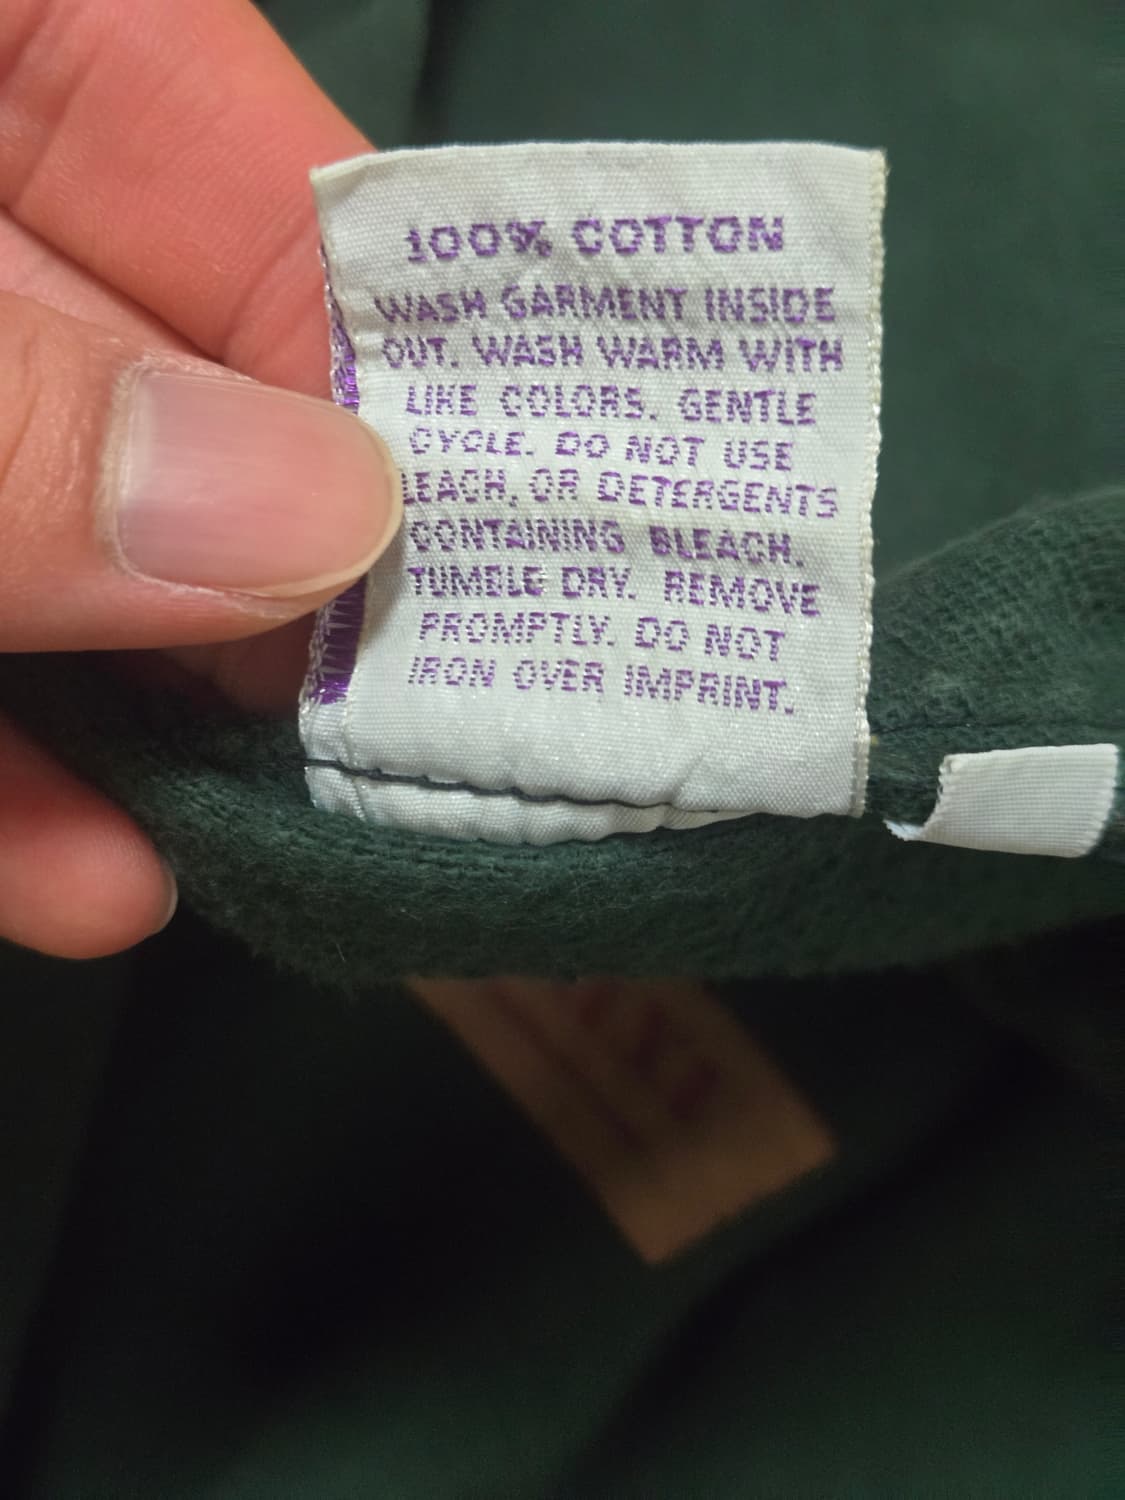 100% COTTON
WASH GARMENT INSIDE
OUT. WASH WARM WITH
LIKE COLORS. GENTLE
CYCLE. DO NOT USE
LEACH, OR DETERGENTS
CONTAINING BLEACH.
TUMBLE DRY. REMOVE
PROMPTLY. DO NOT
IRON OVER IMPRINT.